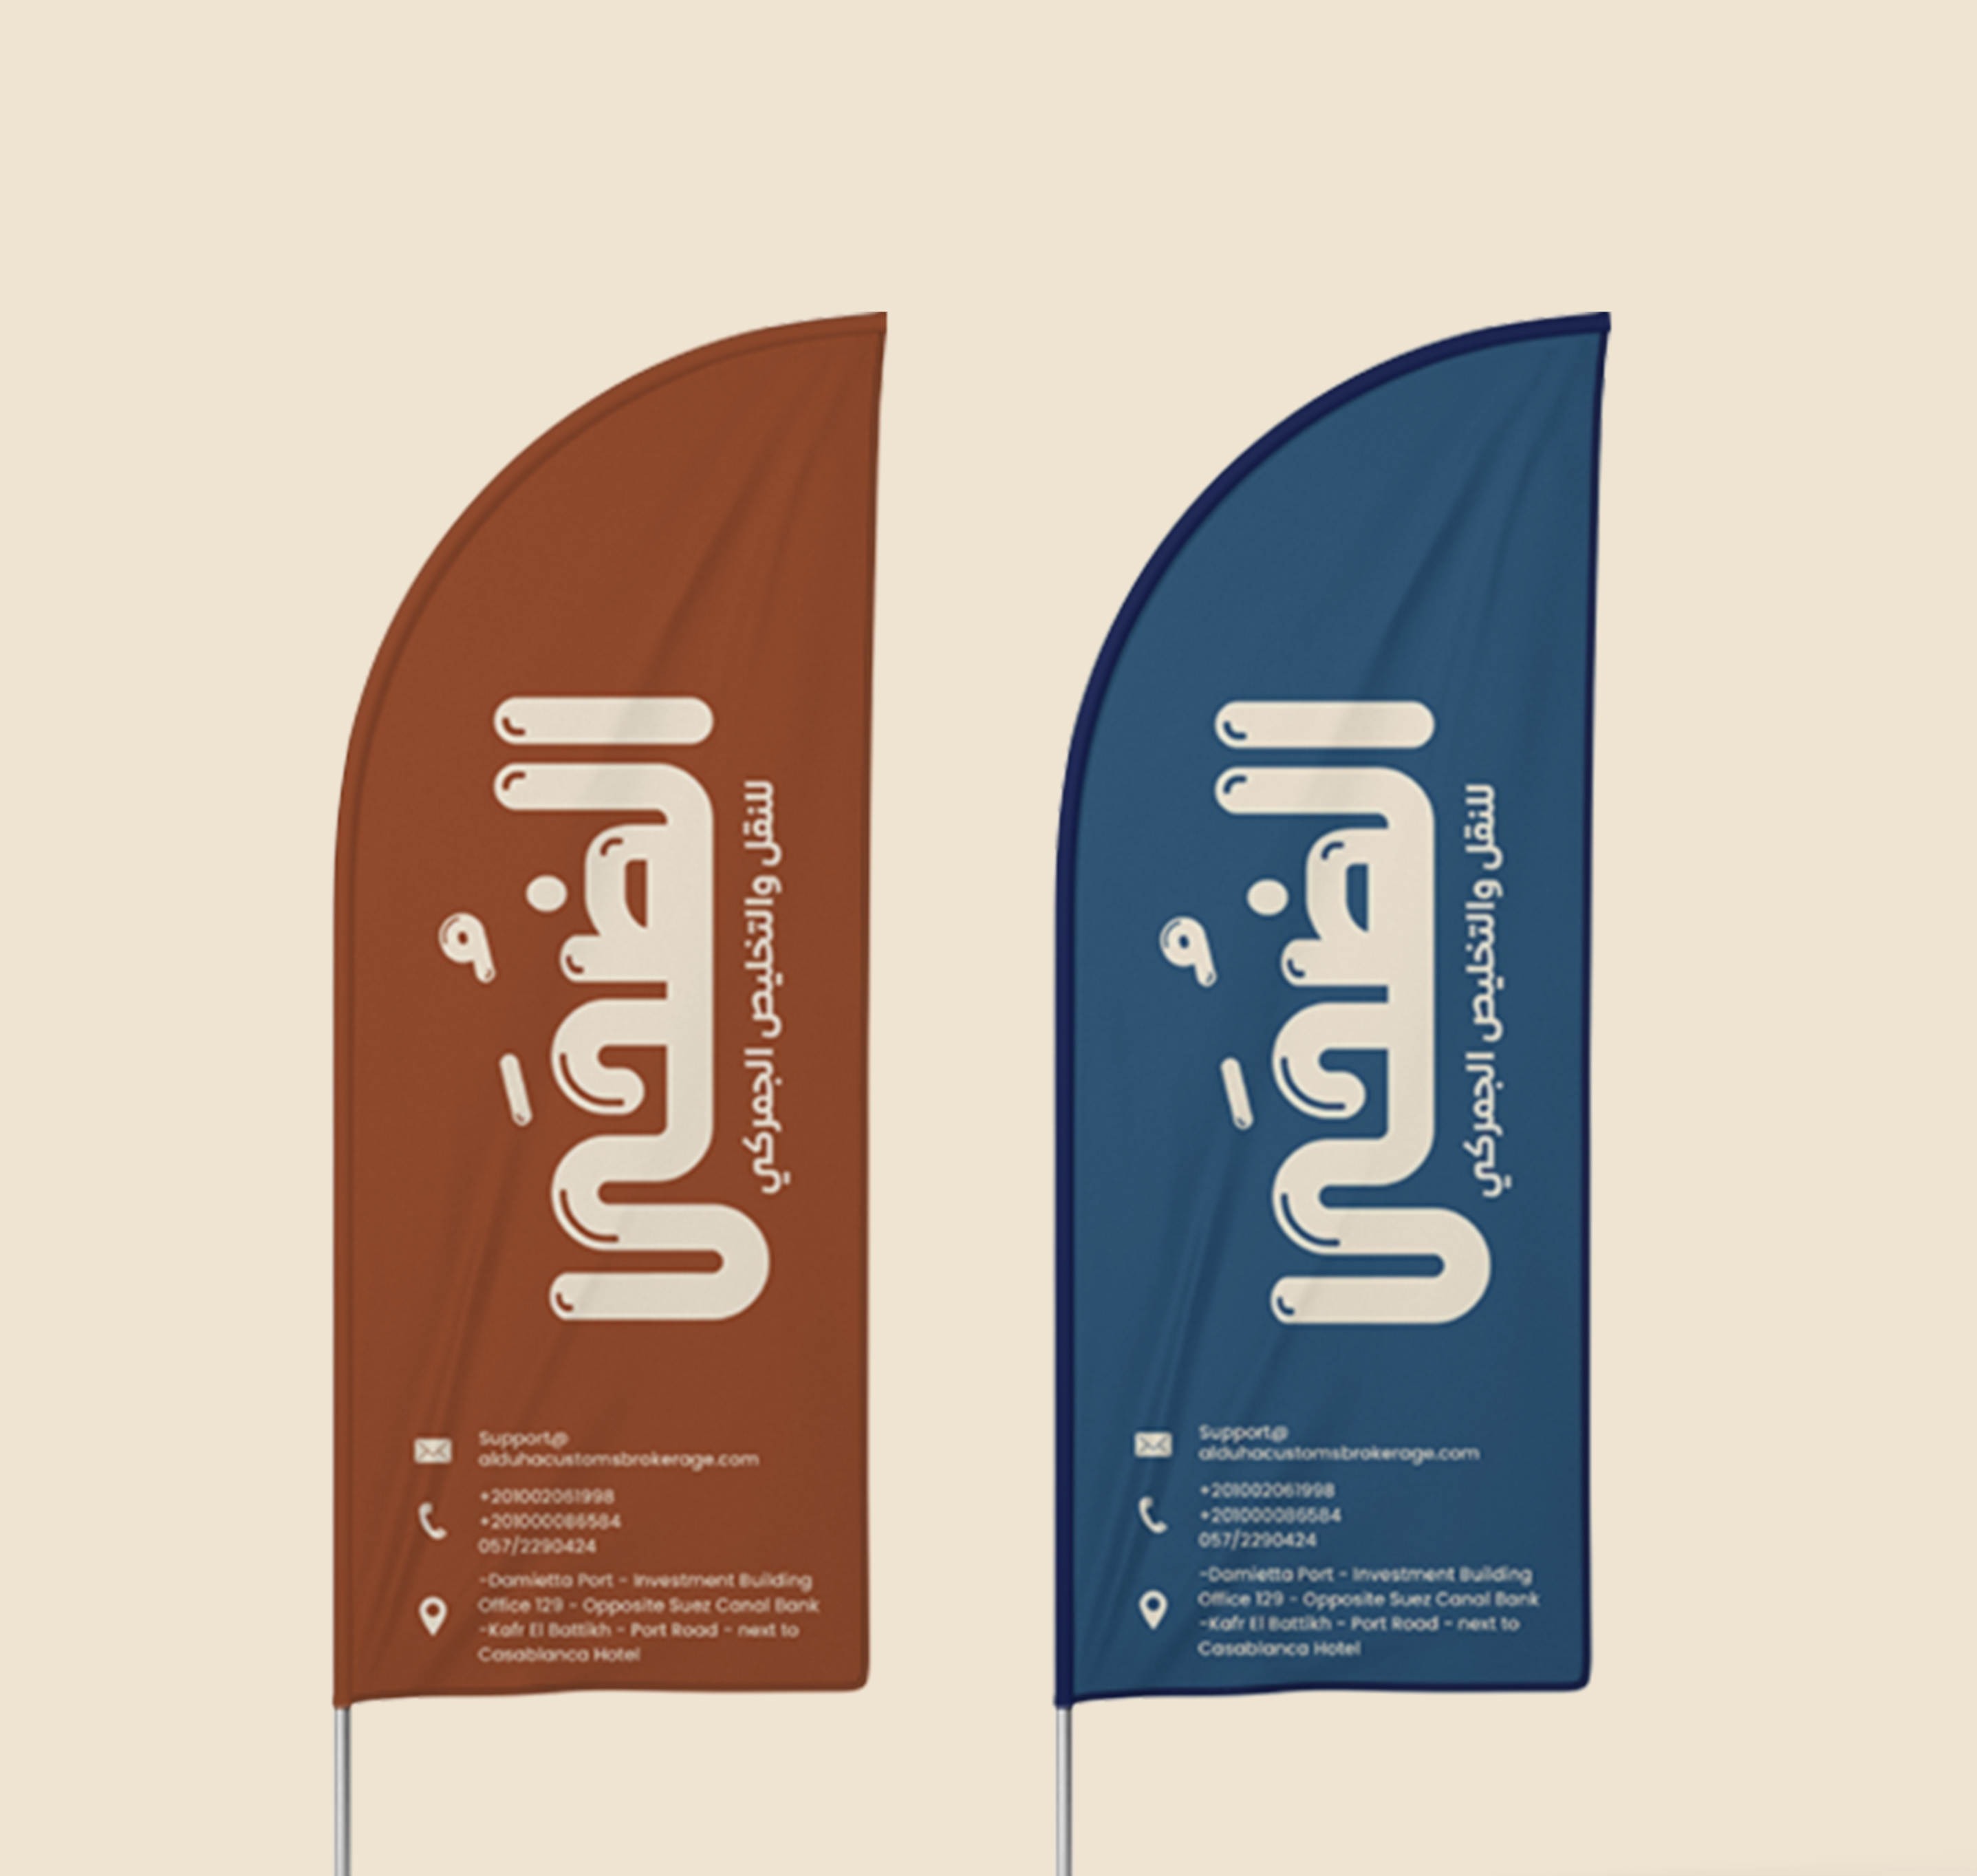 الضُحَى
للنقل والتخليص الجمركي
Support@
alduhacustomsbrokerage.com
+201002061998
+201000086584
057/2290424
-Damietta Port - Investment Building
Office 129 - Opposite Suez Canal Bank
-Kafr El Battikh - Port Road - next to
Casablanca Hotel
الضُحَى
للنقل والتخليص الجمركي
Support@
alduhacustomsbrokerage.com
+201002061998
+201000086584
057/2290424
-Damietta Port - Investment Building
Office 129 - Opposite Suez Canal Bank
-Kafr El Battikh - Port Road - next to
Casablanca Hotel